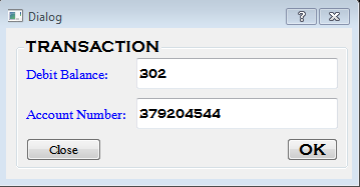 Dialog
TRANSACTION
Debit Balance: 302
Account Number: 379204544
Close OK